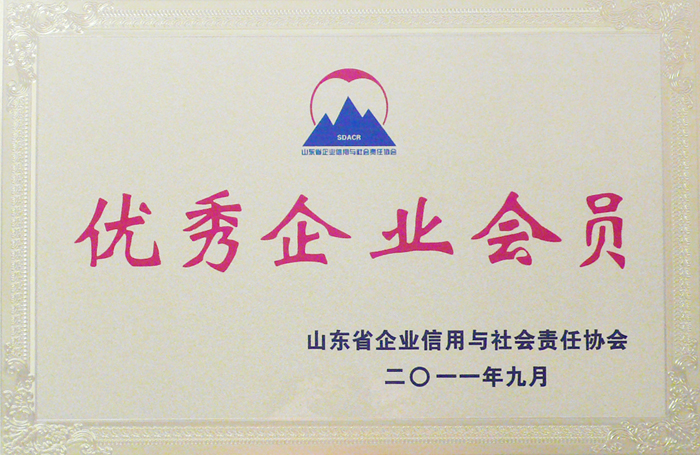 SDACR
山东省企业信用与社会责任协会
优秀企业会员
山东省企业信用与社会责任协会
二〇一一年九月